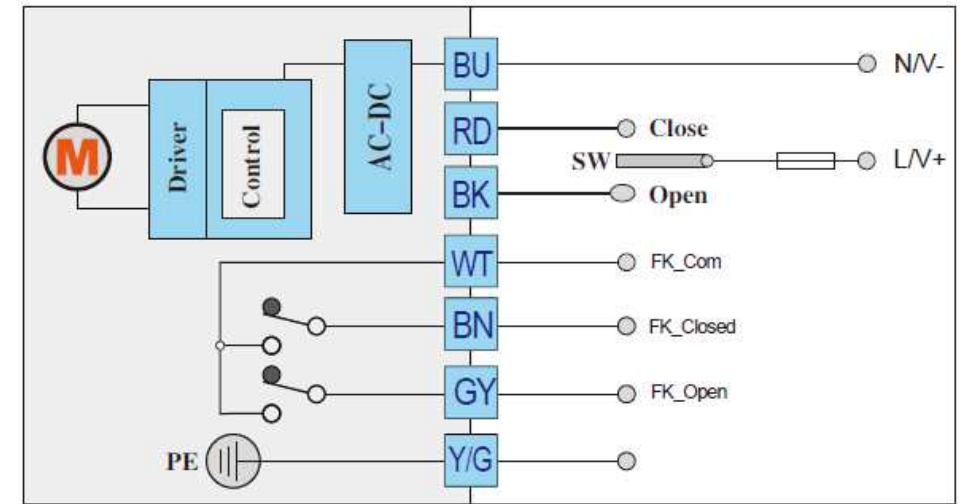 BU
N/V-
RD
Close
SW
L/V+
BK
Open
M
Driver
Control
AC-DC
WT
FK_Com
BN
FK_Closed
GY
FK_Open
PE
Y/G